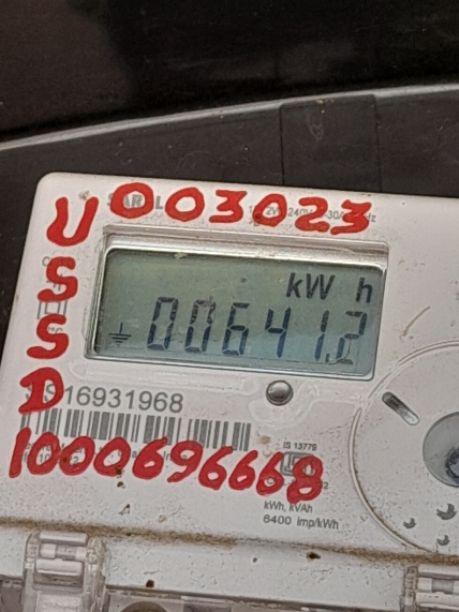 003023
USSD
kW h
00641.2
16931968
IS 13779
1000696668
kWh, kVAh
6400 imp/kWh